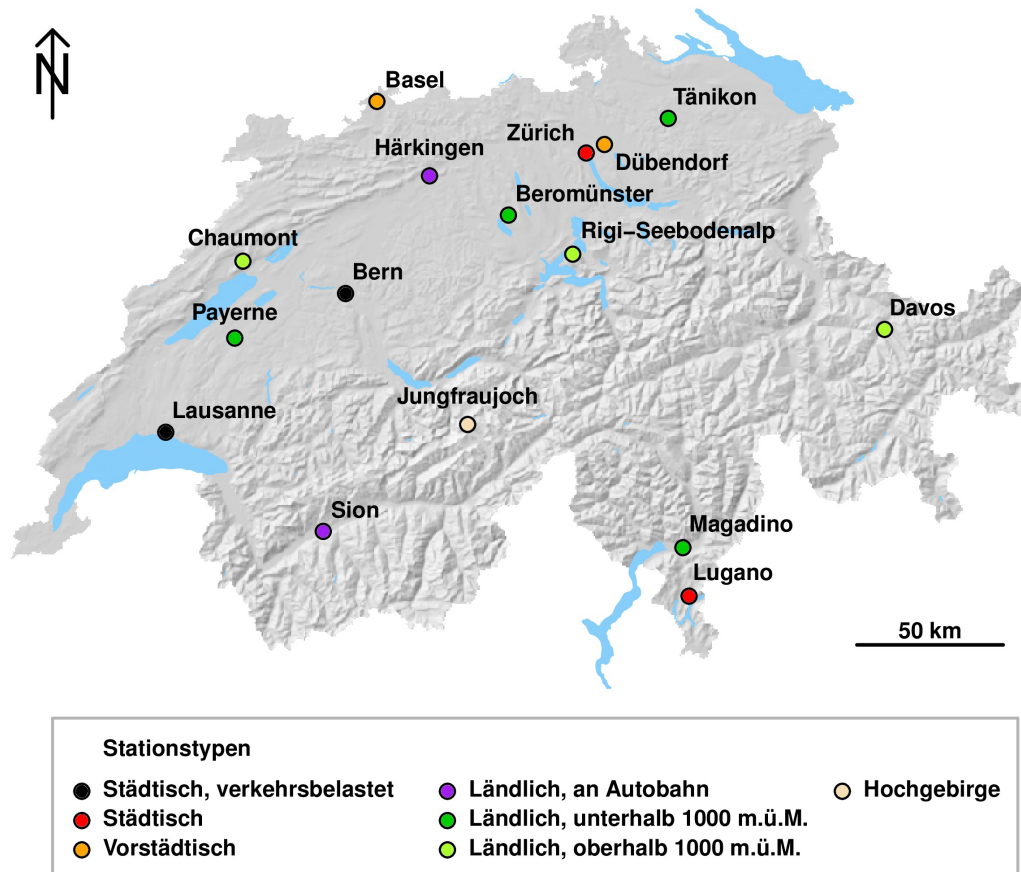 N
Basel
Tänikon
Zürich
Härkingen
Dübendorf
Beromünster
Chaumont
Rigi–Seebodenalp
Bern
Payerne
Davos
Jungfraujoch
Lausanne
Sion
Magadino
Lugano
50 km
Stationstypen
Städtisch, verkehrsbelastet
Städtisch
Vorstädtisch
Ländlich, an Autobahn
Ländlich, unterhalb 1000 m.ü.M.
Ländlich, oberhalb 1000 m.ü.M.
Hochgebirge